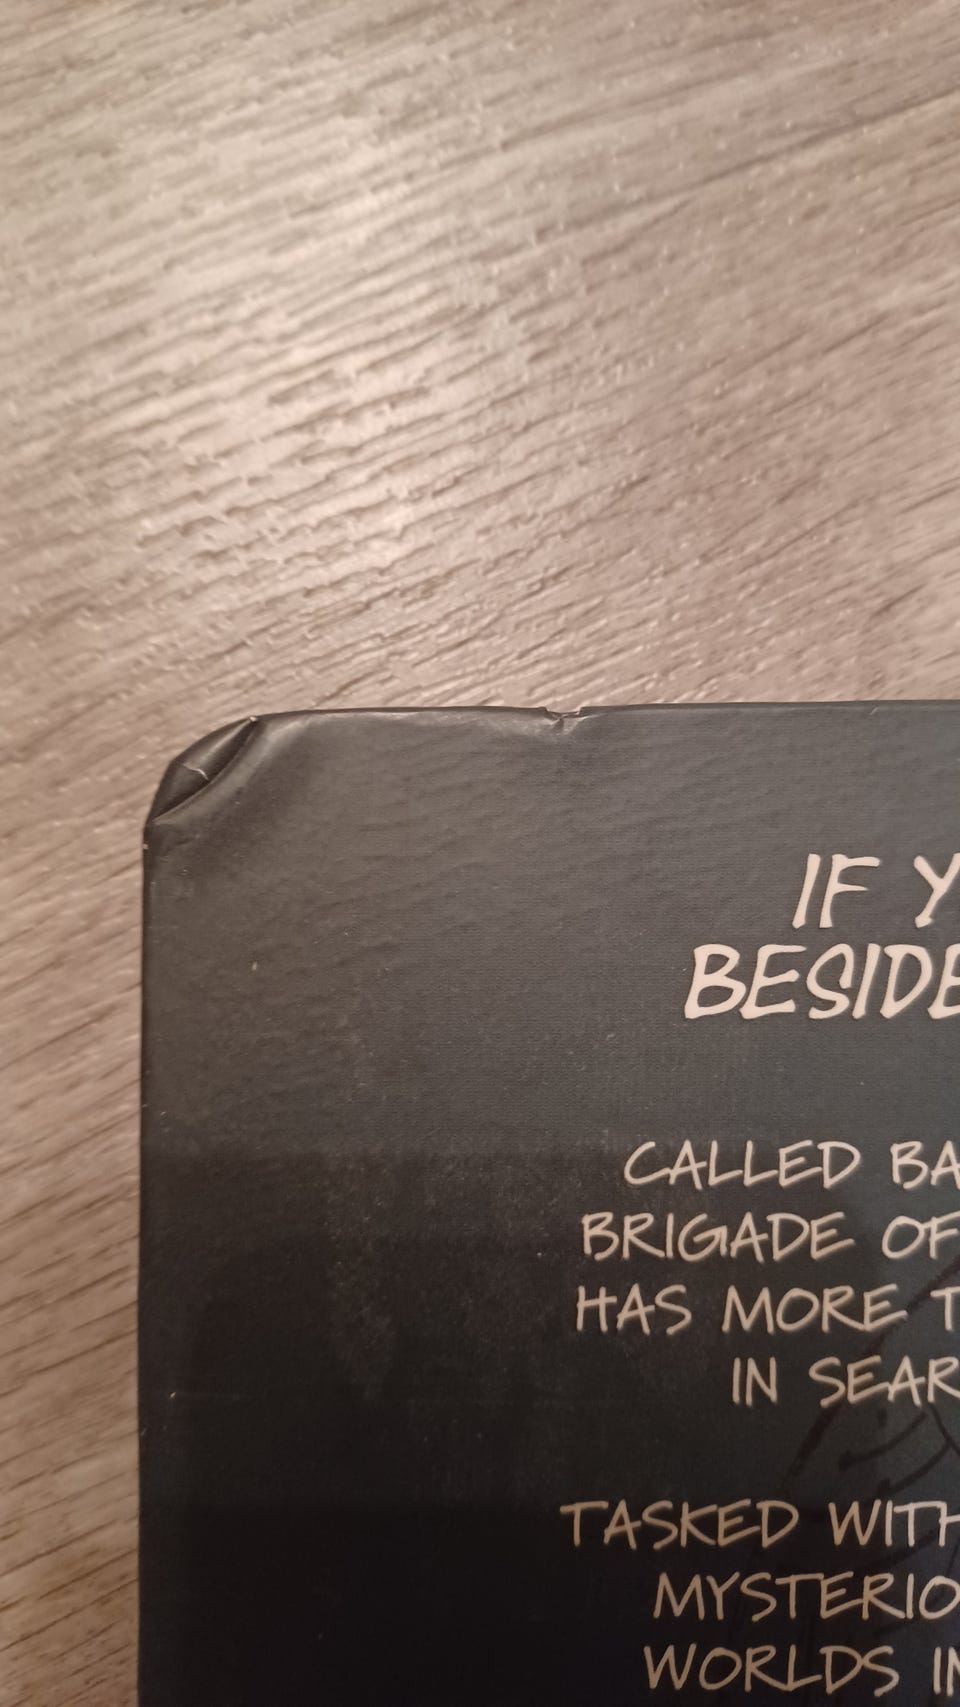 IF Y
BESIDE
CALLED BA
BRIGADE OF
HAS MORE T
IN SEAR
TASKED WITH
MYSTERIO
WORLDS IN